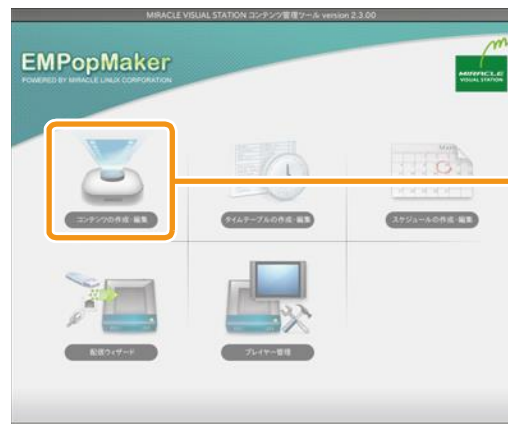 MIRACLE VISUAL STATION コンテンツ管理ツール version 2.3.00
EMPopMaker
POWERED BY MIRACLE LINUX CORPORATION
MIRACLE
VISUAL STATION
コンテンツの作成・編集
タイムテーブルの作成・編集
スケジュールの作成・編集
配信ウィザード
プレイヤー管理